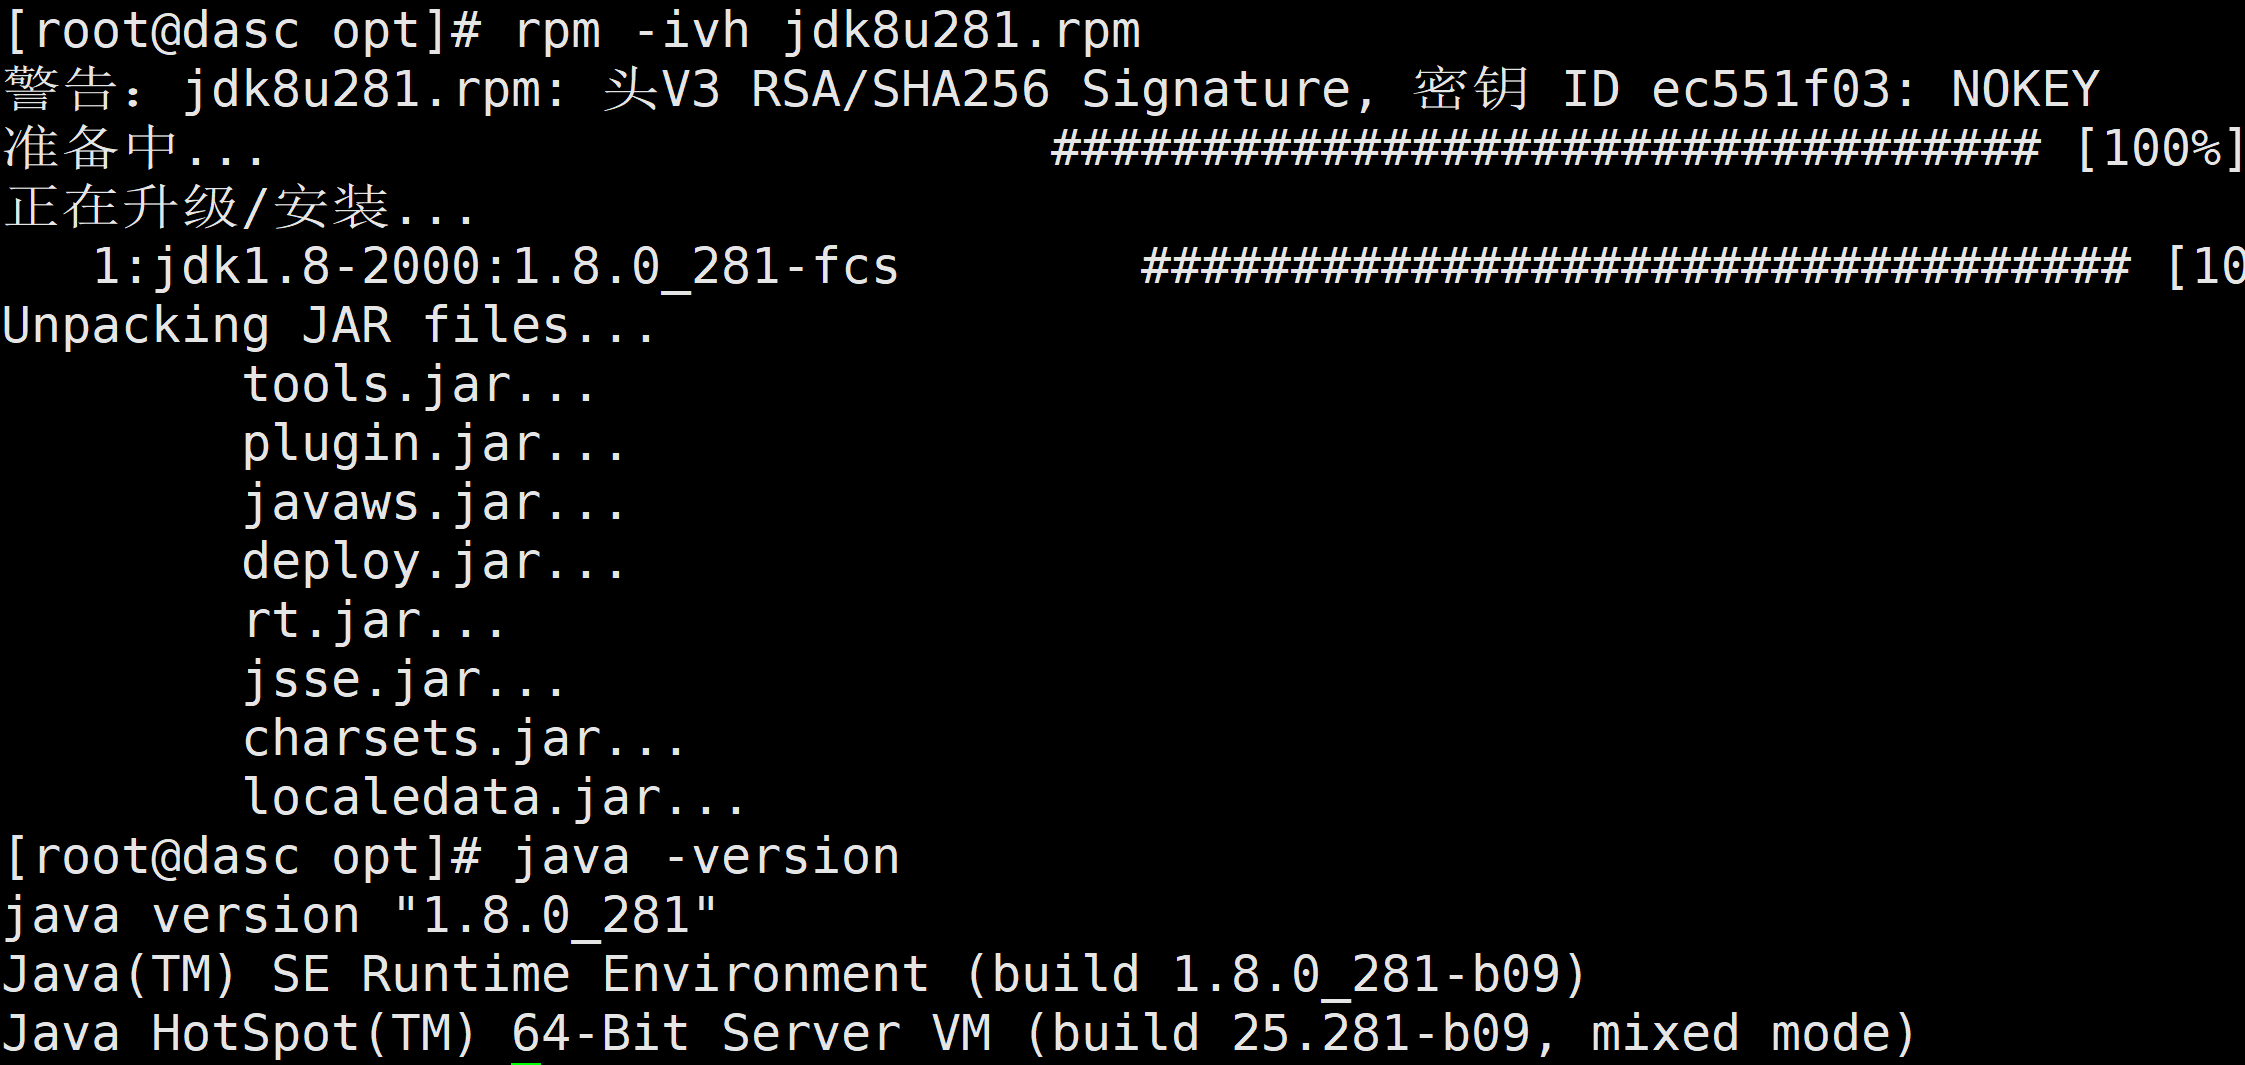 [root@dasc opt]# rpm -ivh jdk8u281.rpm
警告：jdk8u281.rpm: 头V3 RSA/SHA256 Signature, 密钥 ID ec551f03: NOKEY
准备中...                          ################################# [100%]
正在升级/安装...
   1:jdk1.8-2000:1.8.0_281-fcs        ################################# [10
Unpacking JAR files...
        tools.jar...
        plugin.jar...
        javaws.jar...
        deploy.jar...
        rt.jar...
        jsse.jar...
        charsets.jar...
        localedata.jar...
[root@dasc opt]# java -version
java version "1.8.0_281"
Java(TM) SE Runtime Environment (build 1.8.0_281-b09)
Java HotSpot(TM) 64-Bit Server VM (build 25.281-b09, mixed mode)